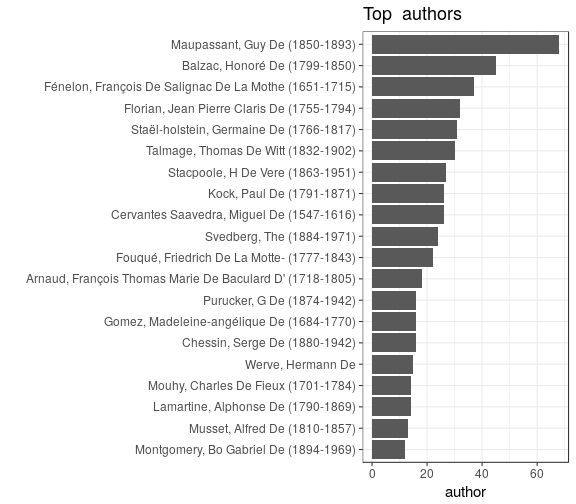 Top authors
Maupassant, Guy De (1850-1893)
Balzac, Honoré De (1799-1850)
Fénelon, François De Salignac De La Mothe (1651-1715)
Florian, Jean Pierre Claris De (1755-1794)
Staël-holstein, Germaine De (1766-1817)
Talmage, Thomas De Witt (1832-1902)
Stacpoole, H De Vere (1863-1951)
Kock, Paul De (1791-1871)
Cervantes Saavedra, Miguel De (1547-1616)
Svedberg, The (1884-1971)
Fouqué, Friedrich De La Motte- (1777-1843)
Arnaud, François Thomas Marie De Baculard D' (1718-1805)
Purucker, G De (1874-1942)
Gomez, Madeleine-angélique De (1684-1770)
Chessin, Serge De (1880-1942)
Werve, Hermann De
Mouhy, Charles De Fieux (1701-1784)
Lamartine, Alphonse De (1790-1869)
Musset, Alfred De (1810-1857)
Montgomery, Bo Gabriel De (1894-1969)
0 20 40 60
author